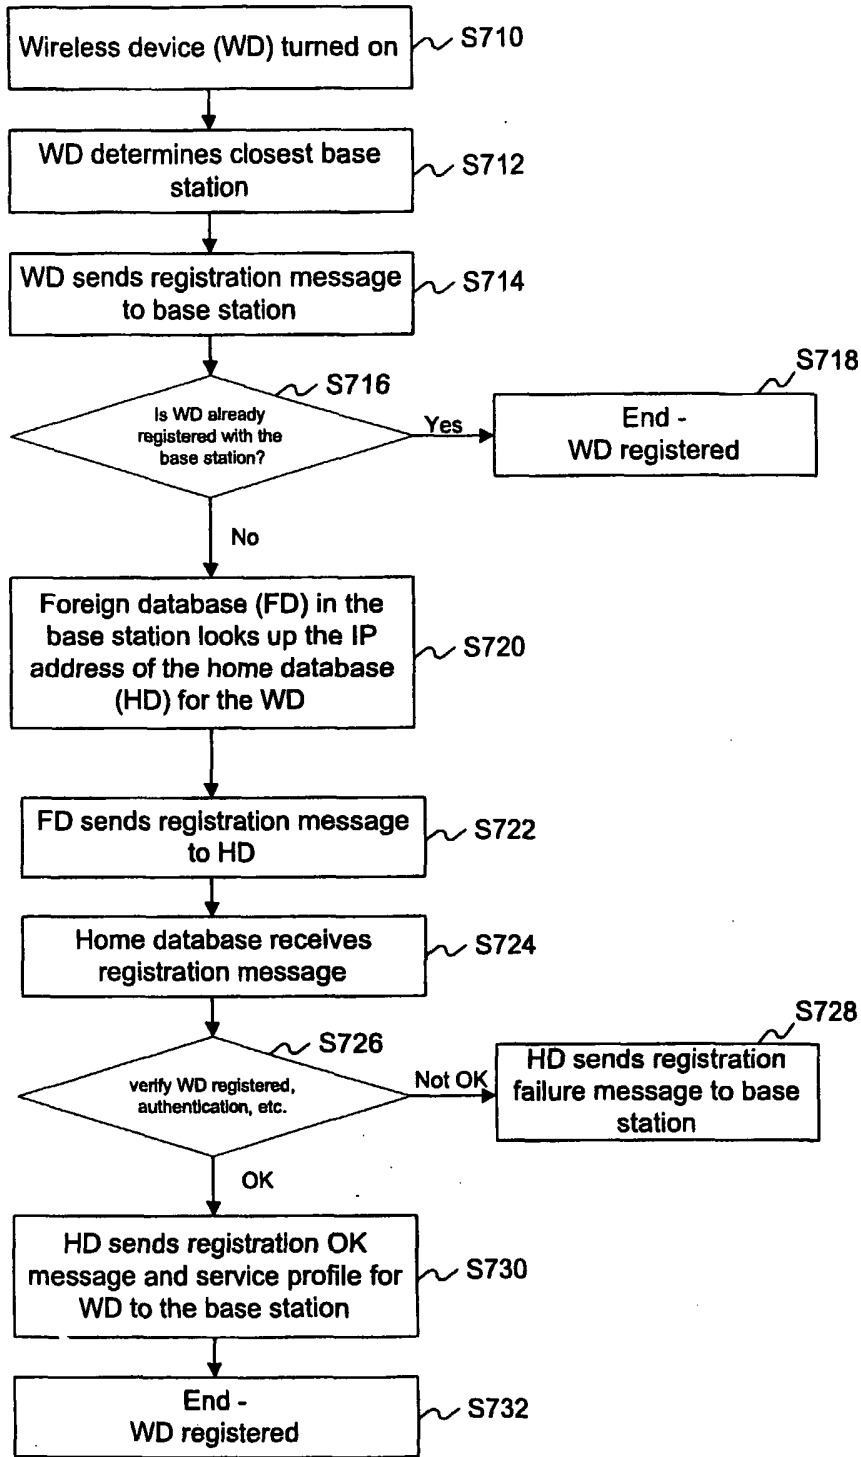 Wireless device (WD) turned on
S710
WD determines closest base
station
S712
WD sends registration message
to base station
S714
S716
Is WD already
registered with the
base station?
Yes
S718
End -
WD registered
No
Foreign database (FD) in the
base station looks up the IP
address of the home database
(HD) for the WD
S720
FD sends registration message
to HD
S722
Home database receives
registration message
S724
S726
verify WD registered,
authentication, etc.
Not OK
S728
HD sends registration
failure message to base
station
OK
HD sends registration OK
message and service profile for
WD to the base station
S730
End -
WD registered
S732